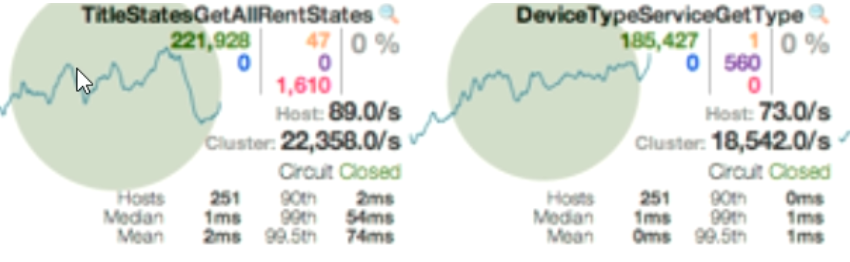 TitleStatesGetAllRentStates
221,928 47 0 %
0 0
1,610
Host: 89.0/s
Cluster: 22,358.0/s
Circuit Closed
Hosts 251 90th 2ms
Median 1ms 99th 54ms
Mean 2ms 99.5th 74ms
DeviceTypeServiceGetType
185,427 1 0 %
0 560
0
Host: 73.0/s
Cluster: 18,542.0/s
Circuit Closed
Hosts 251 90th 0ms
Median 1ms 99th 1ms
Mean 0ms 99.5th 1ms